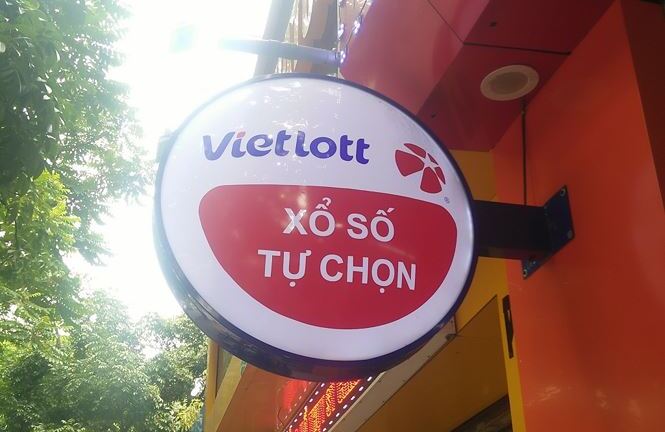 Vietlott
XỔ SỐ
TỰ CHỌN